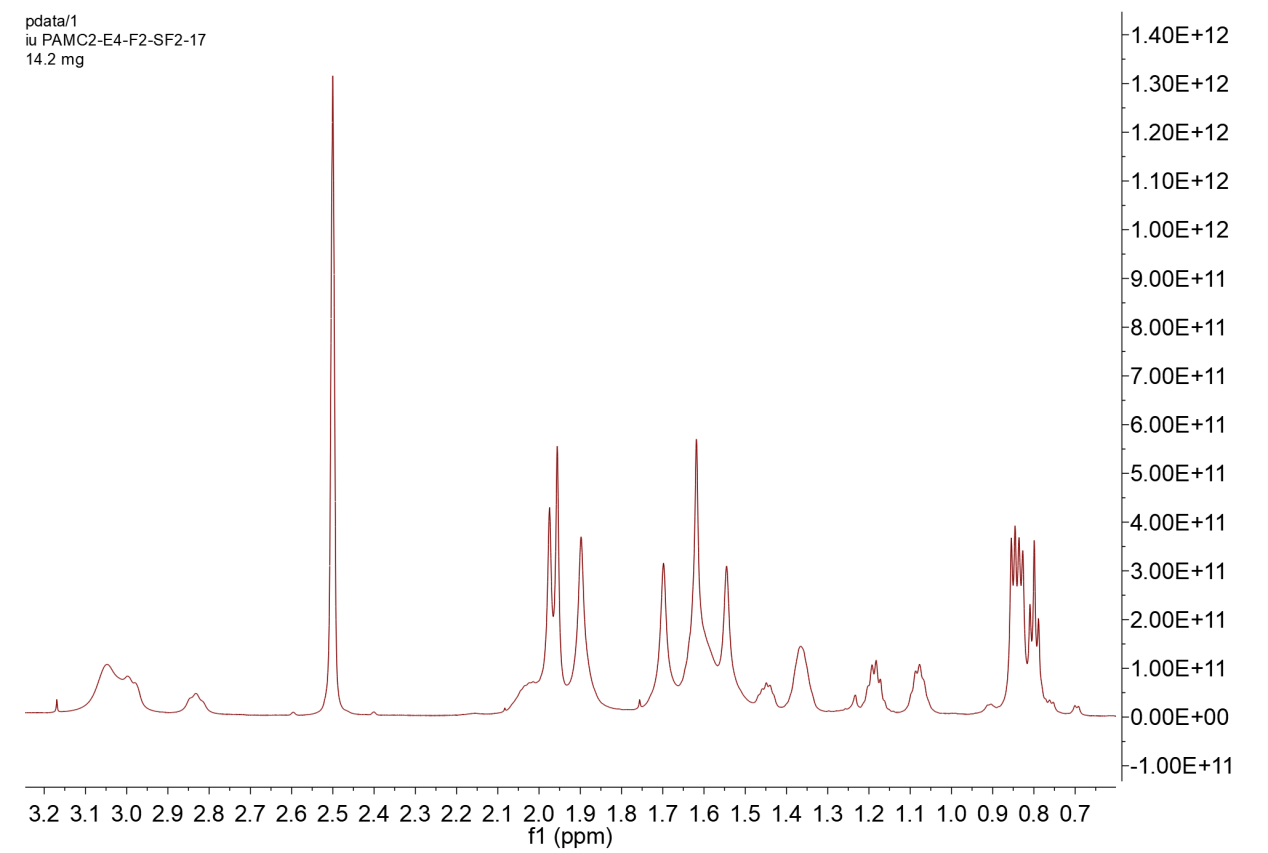 pdata/1
iu PAMC2-E4-F2-SF2-17
14.2 mg
1.40E+12
1.30E+12
1.20E+12
1.10E+12
1.00E+12
9.00E+11
8.00E+11
7.00E+11
6.00E+11
5.00E+11
4.00E+11
3.00E+11
2.00E+11
1.00E+11
0.00E+00
-1.00E+11
3.2 3.1 3.0 2.9 2.8 2.7 2.6 2.5 2.4 2.3 2.2 2.1 2.0 1.9 1.8 1.7 1.6 1.5 1.4 1.3 1.2 1.1 1.0 0.9 0.8 0.7
f1 (ppm)